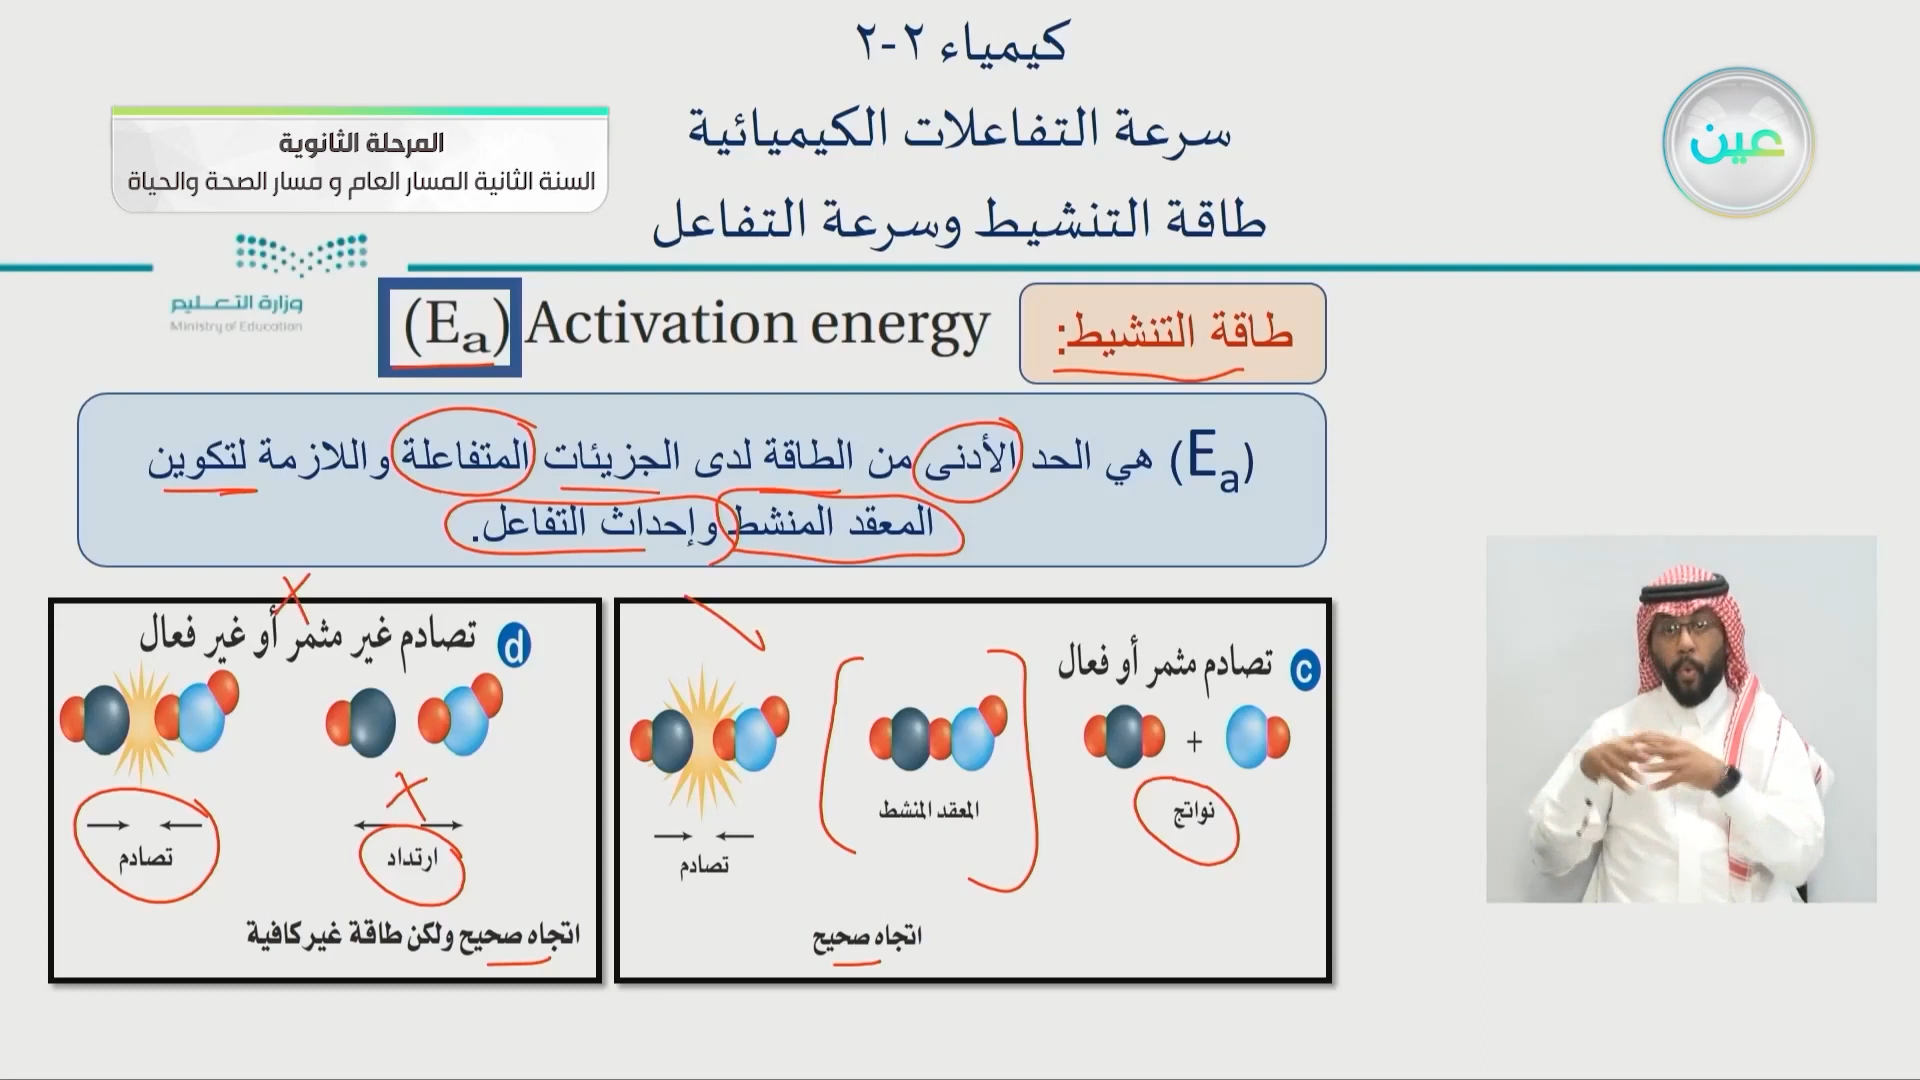 كيمياء ٢-٢
سرعة التفاعلات الكيميائية
طاقة التنشيط وسرعة التفاعل
عين
المرحلة الثانوية
السنة الثانية المسار العام و مسار الصحة والحياة
وزارة التعليم
Ministry of Education
طاقة التنشيط:
(Ea) Activation energy
(Ea) هي الحد الأدنى من الطاقة لدى الجزيئات المتفاعلة واللازمة لتكوين
المعقد المنشط وإحداث التفاعل.
c تصادم مثمر أو فعال
+
نواتج
المعقد المنشط
تصادم
اتجاه صحيح
d تصادم غير مثمر أو غير فعال
ارتداد
تصادم
اتجاه صحيح ولكن طاقة غير كافية